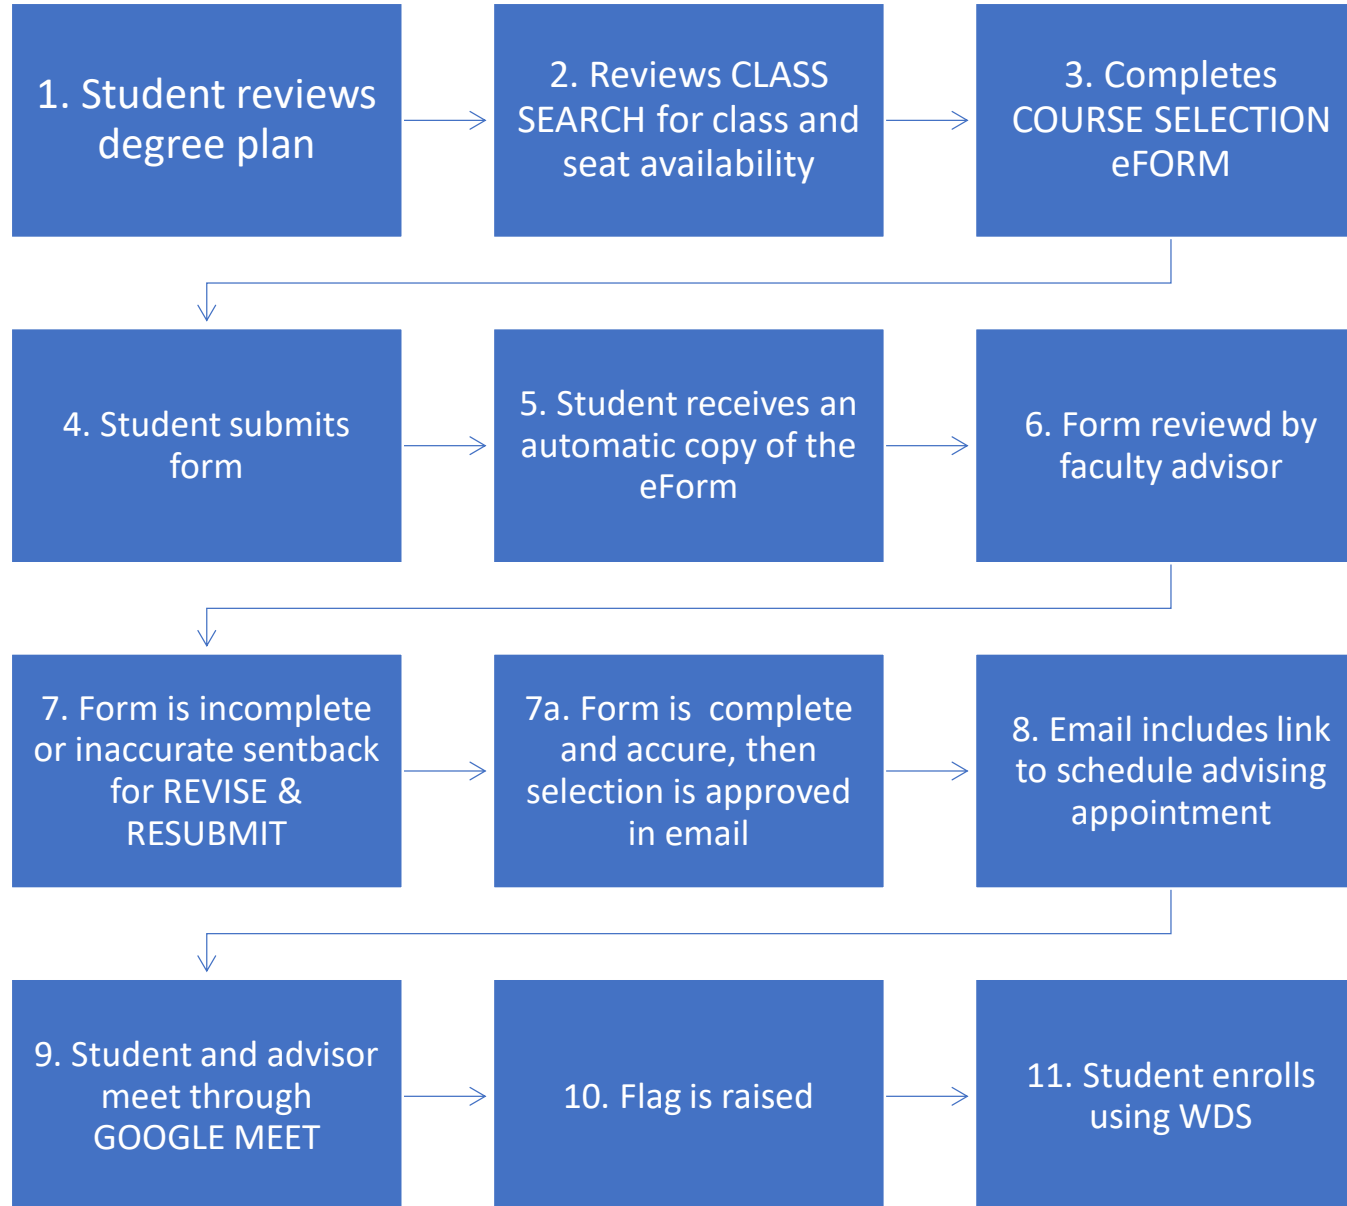 1. Student reviews
degree plan
2. Reviews CLASS
SEARCH for class and
seat availability
3. Completes
COURSE SELECTION
eFORM
4. Student submits
form
5. Student receives an
automatic copy of the
eForm
6. Form reviewd by
faculty advisor
7. Form is incomplete
or inaccurate sentback
for REVISE &
RESUBMIT
7a. Form is  complete
and accure, then
selection is approved
in email
8. Email includes link
to schedule advising
appointment
9. Student and advisor
meet through
GOOGLE MEET
10. Flag is raised
11. Student enrolls
using WDS